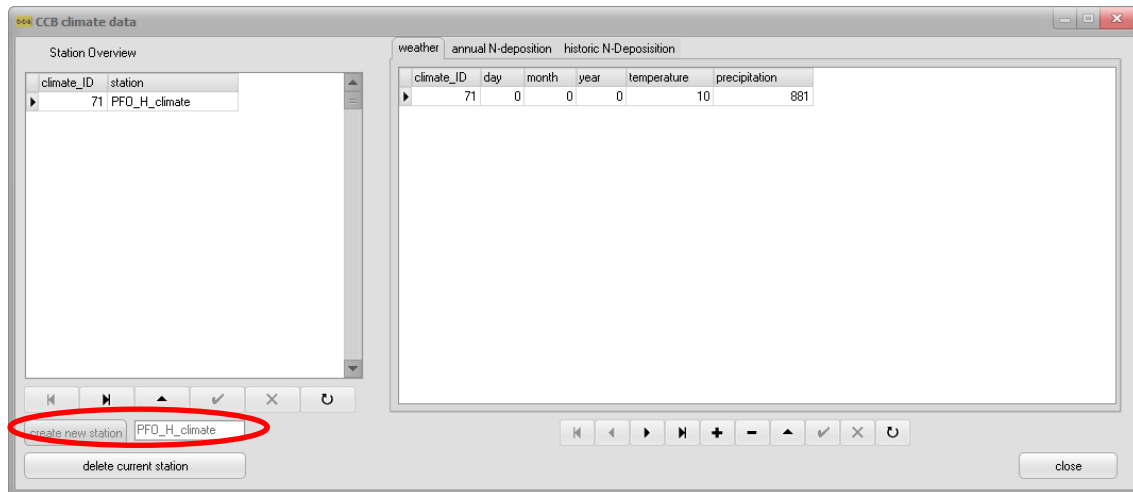 CCB climate data
Station Overview
climate_ID station
71 PFO_H_climate
create new station PFO_H_climate
delete current station
weather annual N-deposition historic N-Deposisition
climate_ID day month year temperature precipitation
71 0 0 0 10 881
close